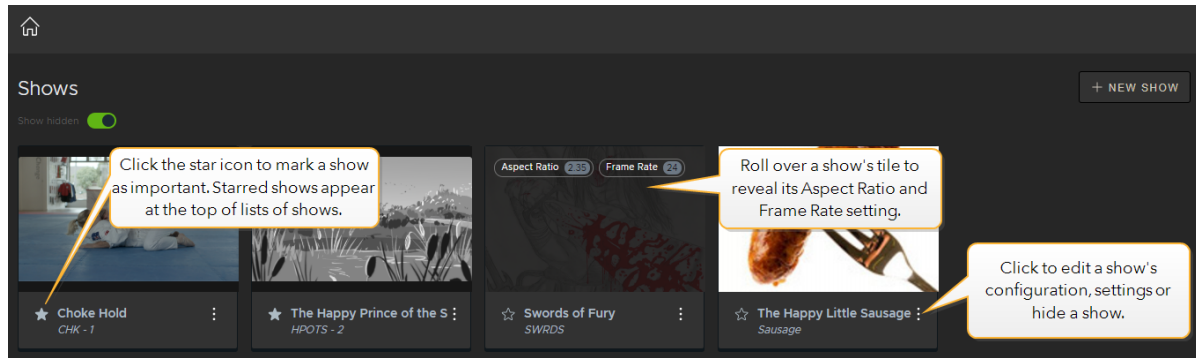 Shows
+ NEW SHOW
Show hidden
Click the star icon to mark a show
as important. Starred shows appear
at the top of lists of shows.
Aspect Ratio 2.35 Frame Rate 24
Roll over a show's tile to
reveal its Aspect Ratio and
Frame Rate setting.
Click to edit a show's
configuration, settings or
hide a show.
Choke Hold
CHK - 1
The Happy Prince of the S
HPOTS - 2
Swords of Fury
SWRDS
The Happy Little Sausage
Sausage